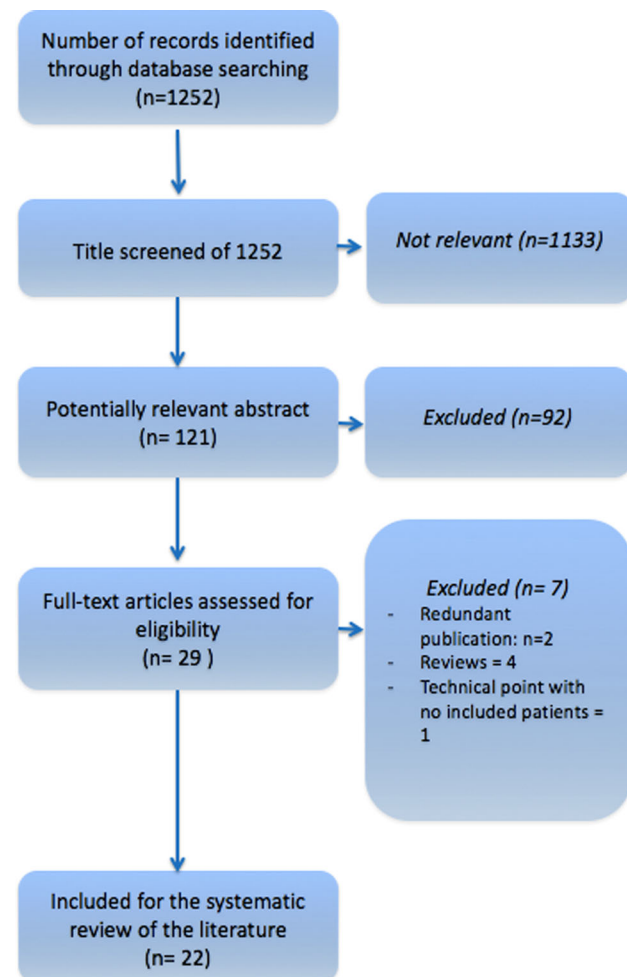 Number of records identified
through database searching
(n=1252)
Title screened of 1252
Not relevant (n=1133)
Potentially relevant abstract
(n= 121)
Excluded (n=92)
Full-text articles assessed for
eligibility
(n= 29 )
Excluded (n= 7)
- Redundant
publication: n=2
- Reviews = 4
- Technical point with
no included patients =
1
Included for the systematic
review of the literature
(n= 22)